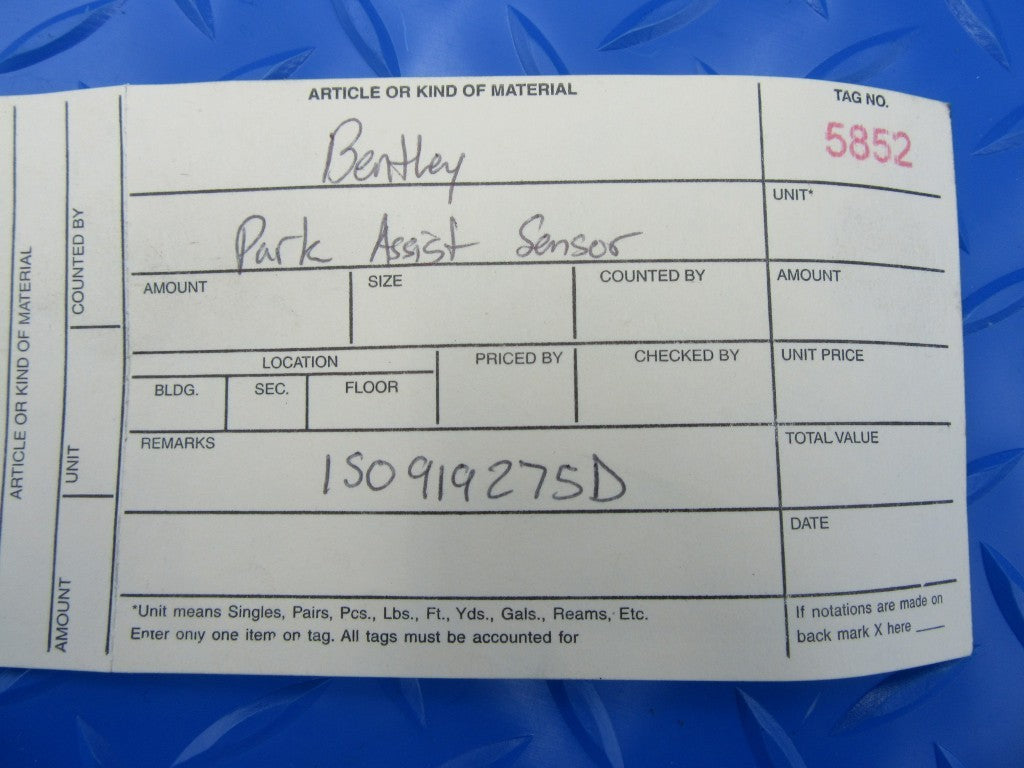 ARTICLE OR KIND OF MATERIAL
TAG NO.
5852
Bentley
UNIT*
Park Assist Sensor
AMOUNT
SIZE
COUNTED BY
AMOUNT
LOCATION
PRICED BY
CHECKED BY
UNIT PRICE
BLDG.
SEC.
FLOOR
REMARKS
TOTAL VALUE
1S0919275D
DATE
*Unit means Singles, Pairs, Pcs., Lbs., Ft., Yds., Gals., Reams, Etc.
Enter only one item on tag. All tags must be accounted for
If notations are made on
back mark X here ___
ARTICLE OR KIND OF MATERIAL
COUNTED BY
UNIT
AMOUNT